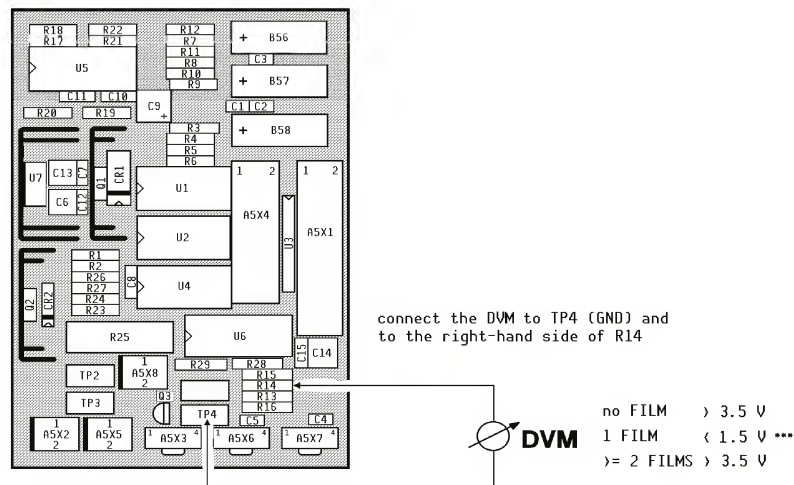 R18 R22 R12 + B56
R17 R21 R7
R11 C3
U5 R8
R10 + B57
R9
C11 C10 C9 + C1 C2
R20 R19
R3 + B58
R4
R5
R6
U7 C13 C7 Q1 CR1 U1 1 2 1 2
C6 C12 A5X4 U3 A5X1
U2
R1
R2
R26 C8 U4
Q2 CR2 R27
R24
R23
R25 U6 C15 C14
1 R29 R28
TP2 A5X8 R15
2 R14
TP3 Q3 R13
TP4 R16
1 1 C5 C4
A5X2 A5X5 1 A5X3 4 1 A5X6 4 1 A5X7 4
2 2
connect the DVM to TP4 (GND) and
to the right-hand side of R14
DVM
no FILM > 3.5 V
1 FILM < 1.5 V ***
>= 2 FILMS > 3.5 V